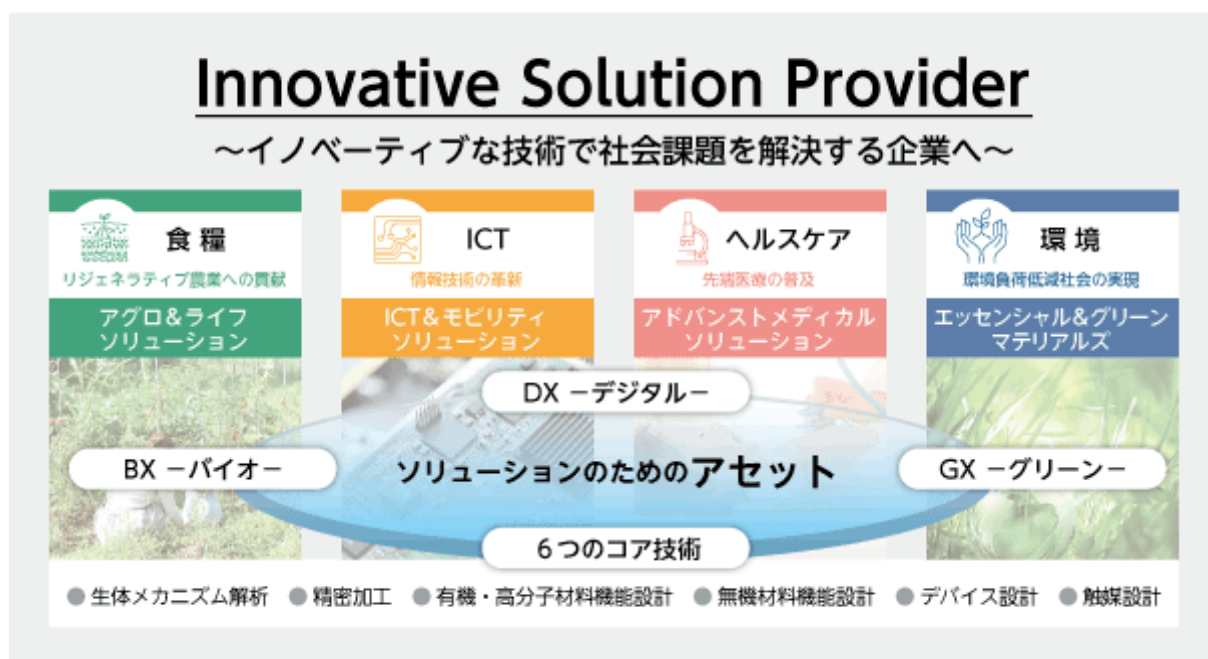 Innovative Solution Provider
～イノベーティブな技術で社会課題を解決する企業へ～
食糧
リジェネラティブ農業への貢献
アグロ&ライフ
ソリューション
ICT
情報技術の革新
ICT&モビリティ
ソリューション
ヘルスケア
先端医療の普及
アドバンストメディカル
ソリューション
環境
環境負荷低減社会の実現
エッセンシャル&グリーン
マテリアルズ
DX －デジタル－
BX －バイオ－
ソリューションのためのアセット
GX －グリーン－
6つのコア技術
●生体メカニズム解析 ●精密加工 ●有機・高分子材料機能設計 ●無機材料機能設計 ●デバイス設計 ●触媒設計